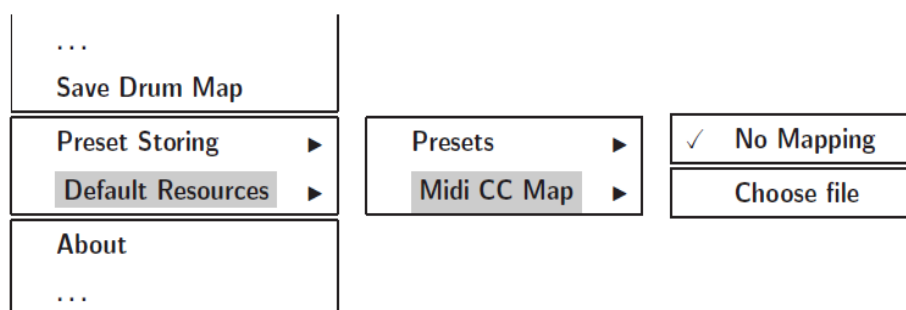 ...
Save Drum Map
Preset Storing ▶
Default Resources ▶
About
...
Presets ▶
Midi CC Map ▶
✓ No Mapping
Choose file